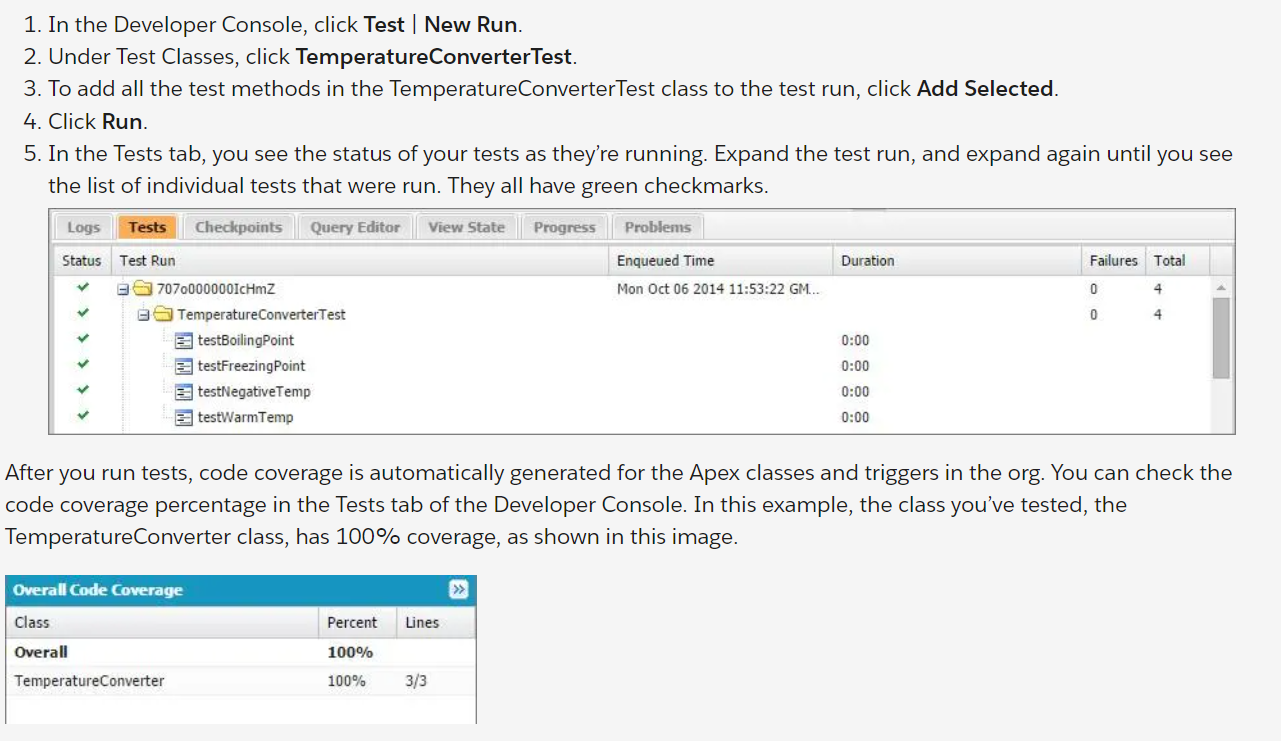 1. In the Developer Console, click Test | New Run.
2. Under Test Classes, click TemperatureConverterTest.
3. To add all the test methods in the TemperatureConverterTest class to the test run, click Add Selected.
4. Click Run.
5. In the Tests tab, you see the status of your tests as they’re running. Expand the test run, and expand again until you see
the list of individual tests that were run. They all have green checkmarks.
Logs Tests Checkpoints Query Editor View State Progress Problems
Status Test Run Enqueued Time Duration Failures Total
707o000000IcHmZ Mon Oct 06 2014 11:53:22 GM... 0 4
TemperatureConverterTest 0 4
testBoilingPoint 0:00
testFreezingPoint 0:00
testNegativeTemp 0:00
testWarmTemp 0:00
After you run tests, code coverage is automatically generated for the Apex classes and triggers in the org. You can check the
code coverage percentage in the Tests tab of the Developer Console. In this example, the class you’ve tested, the
TemperatureConverter class, has 100% coverage, as shown in this image.
Overall Code Coverage
Class Percent Lines
Overall 100%
TemperatureConverter 100% 3/3